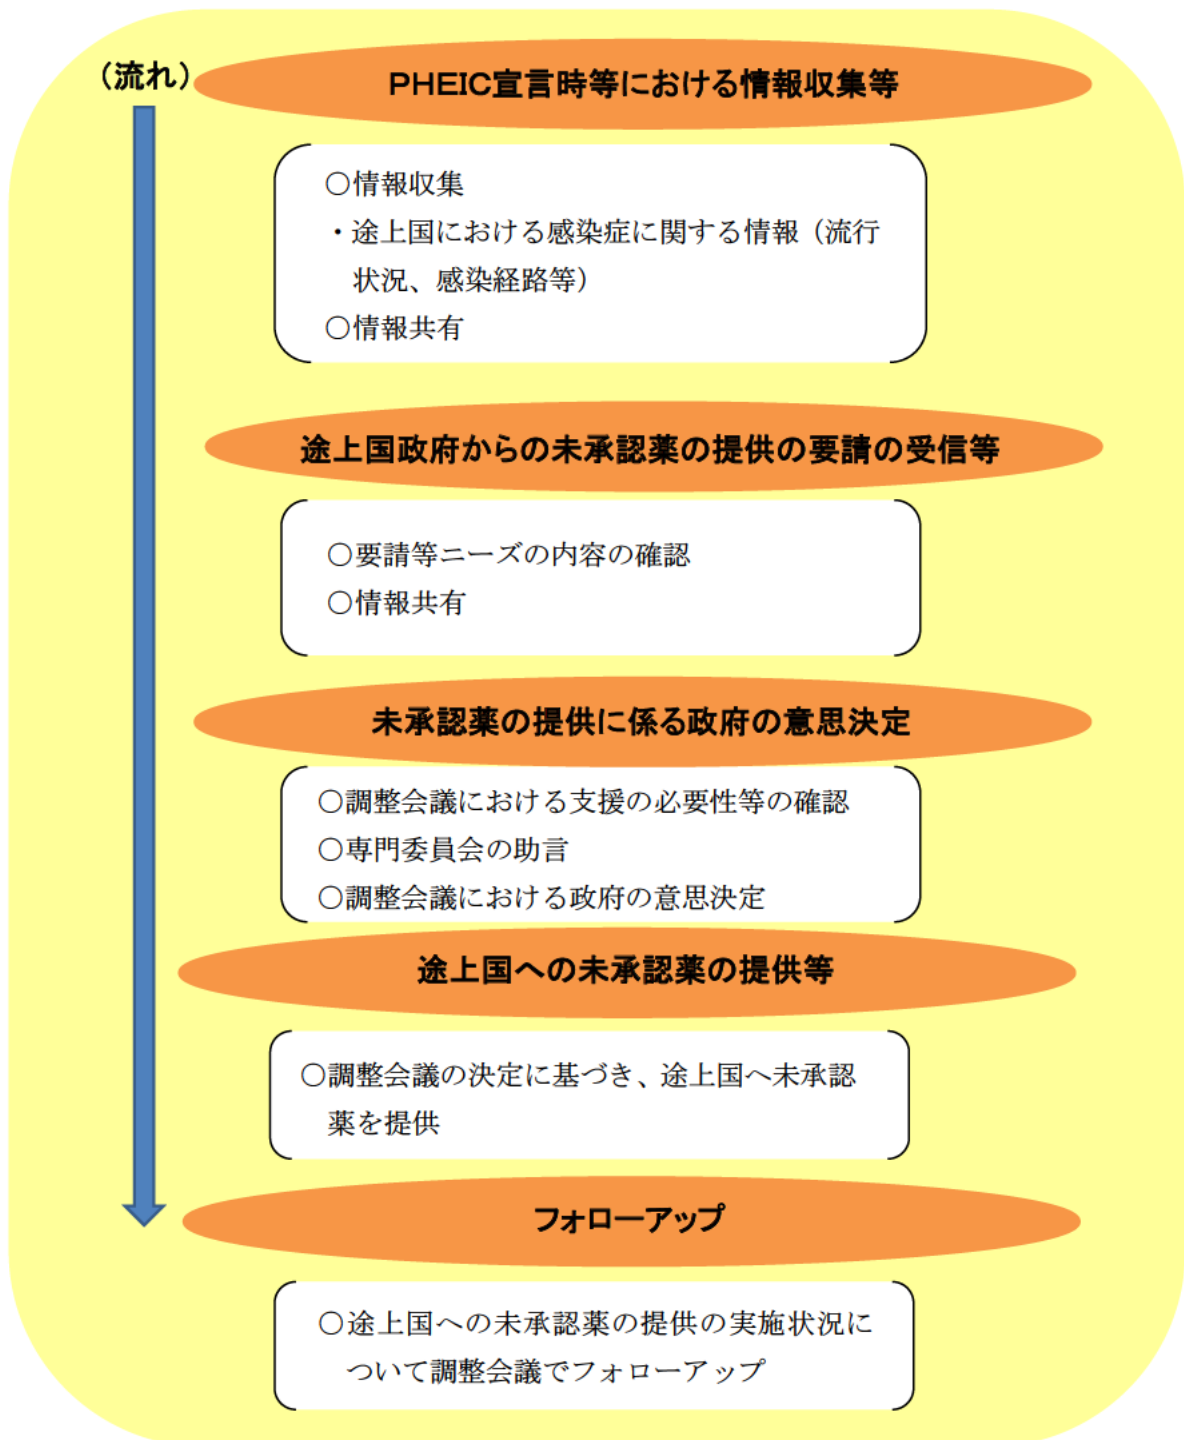 （流れ）
PHEIC宣言時等における情報収集等
○情報収集
・途上国における感染症に関する情報（流行
状況、感染経路等）
○情報共有
途上国政府からの未承認薬の提供の要請の受信等
○要請等ニーズの内容の確認
○情報共有
未承認薬の提供に係る政府の意思決定
○調整会議における支援の必要性等の確認
○専門委員会の助言
○調整会議における政府の意思決定
途上国への未承認薬の提供等
○調整会議の決定に基づき、途上国へ未承認
薬を提供
フォローアップ
○途上国への未承認薬の提供の実施状況に
ついて調整会議でフォローアップ